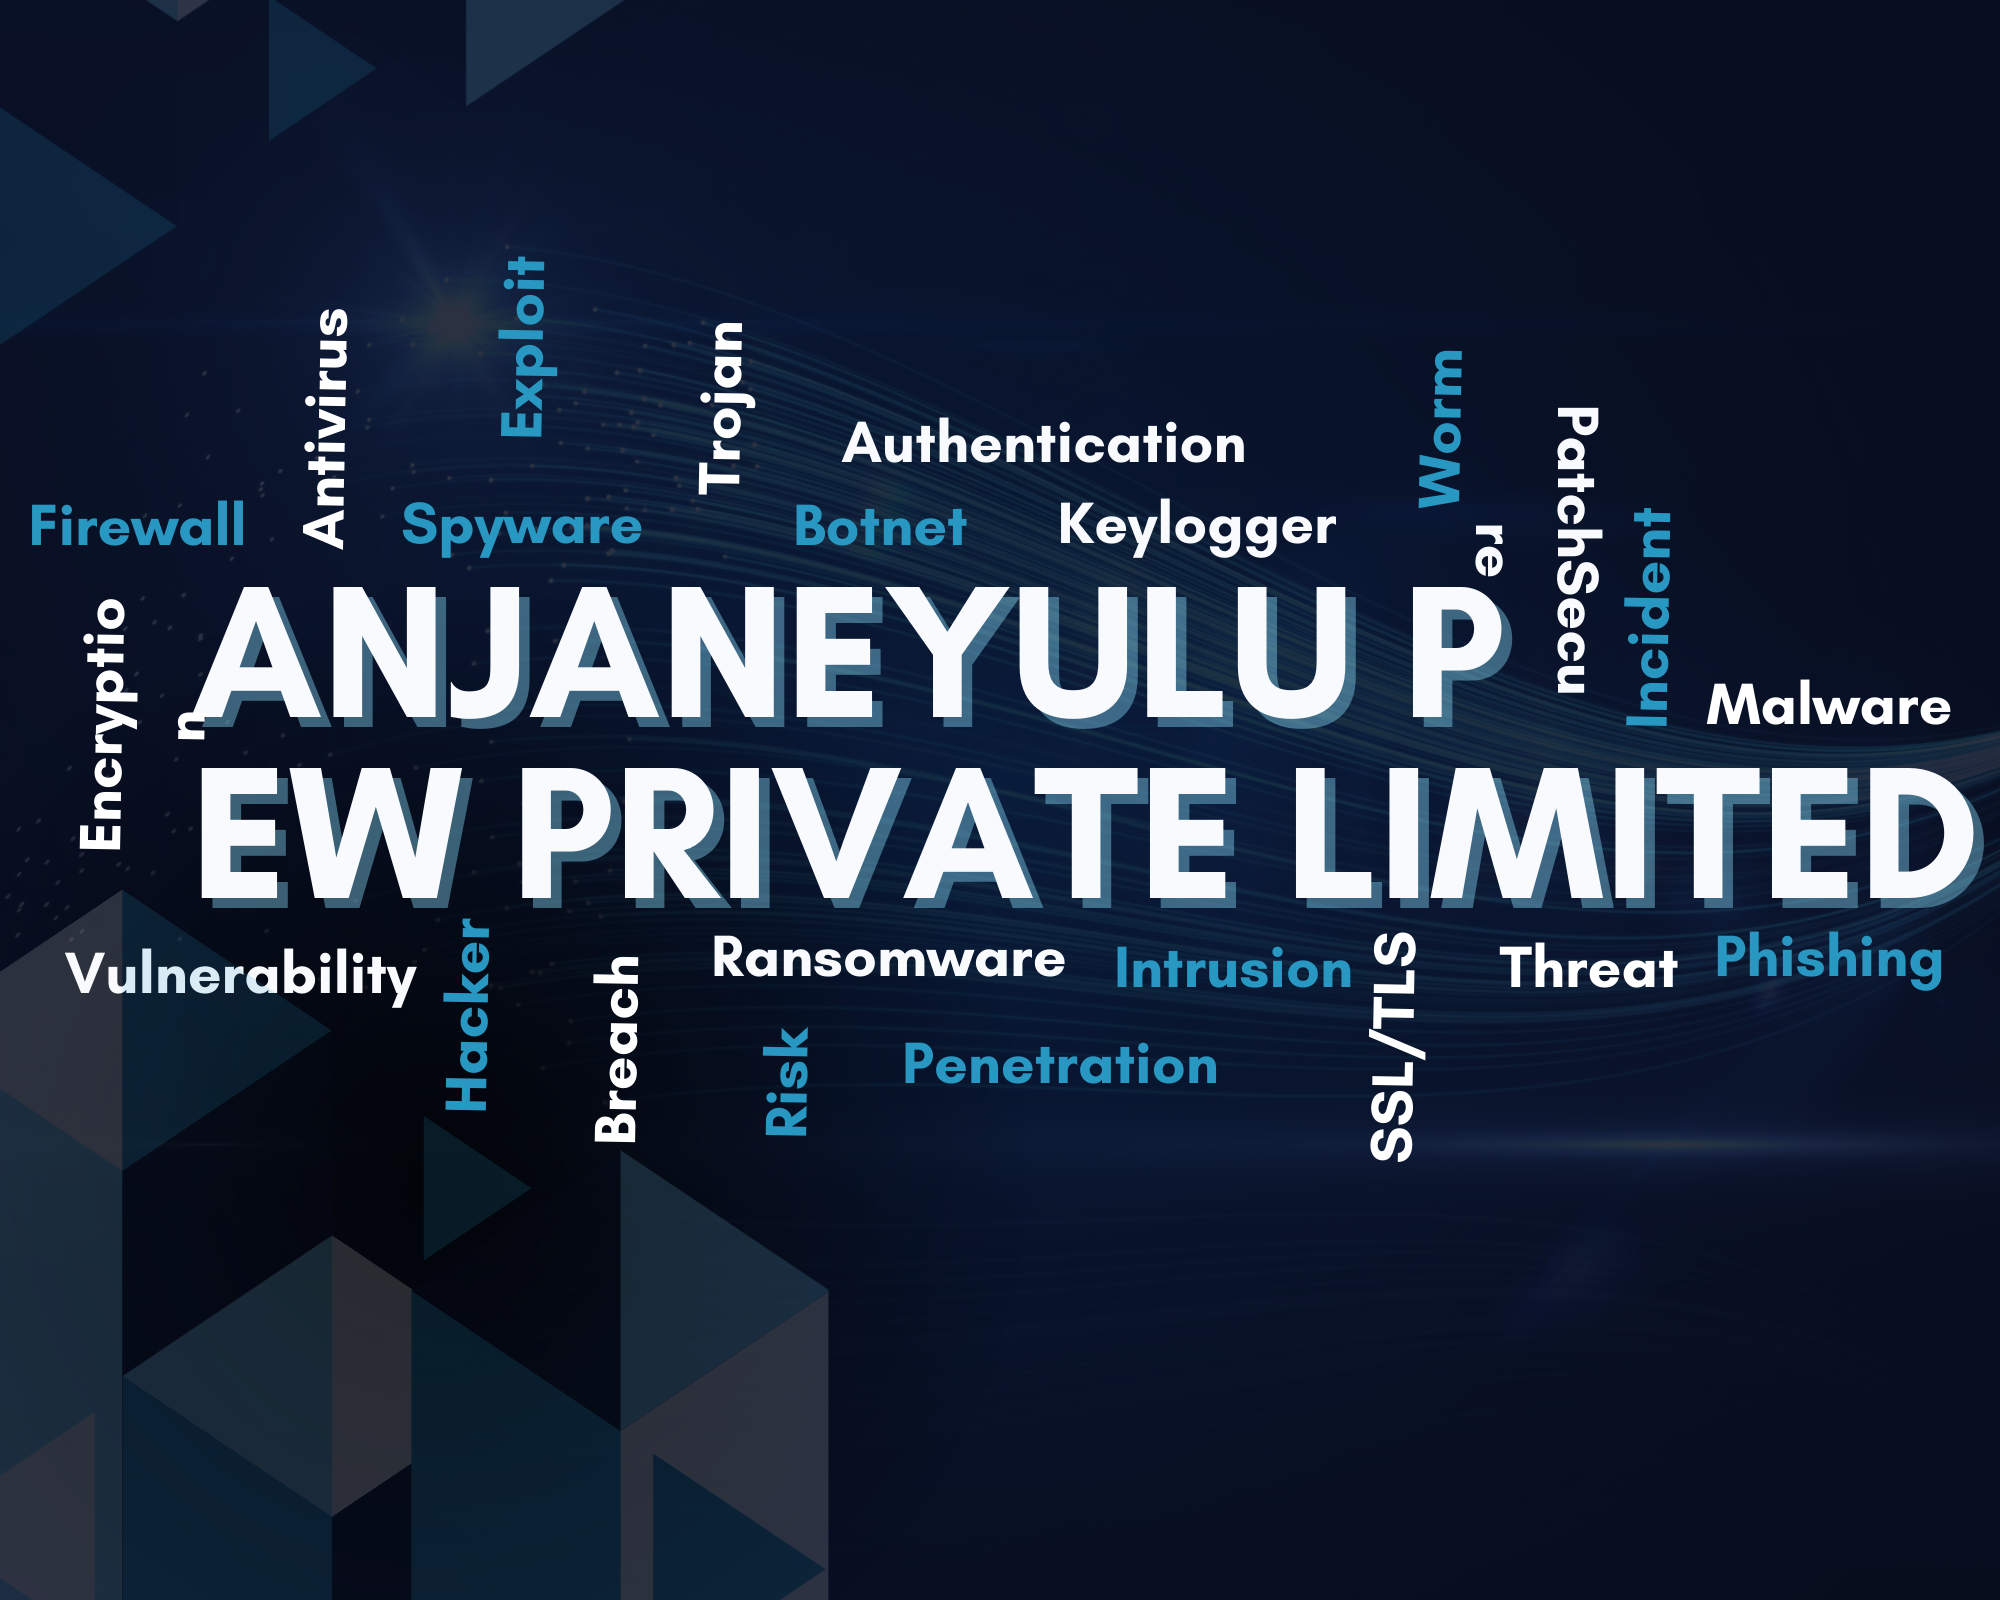 Exploit
Antivirus
Trojan
Worm
Authentication
PatchSecu
re
Firewall
Spyware
Botnet
Keylogger
Incident
Encryptio
n
ANJANEYULU P
Malware
EW PRIVATE LIMITED
Vulnerability
Hacker
Breach
Ransomware
Intrusion
SSL/TLS
Threat
Phishing
Risk
Penetration